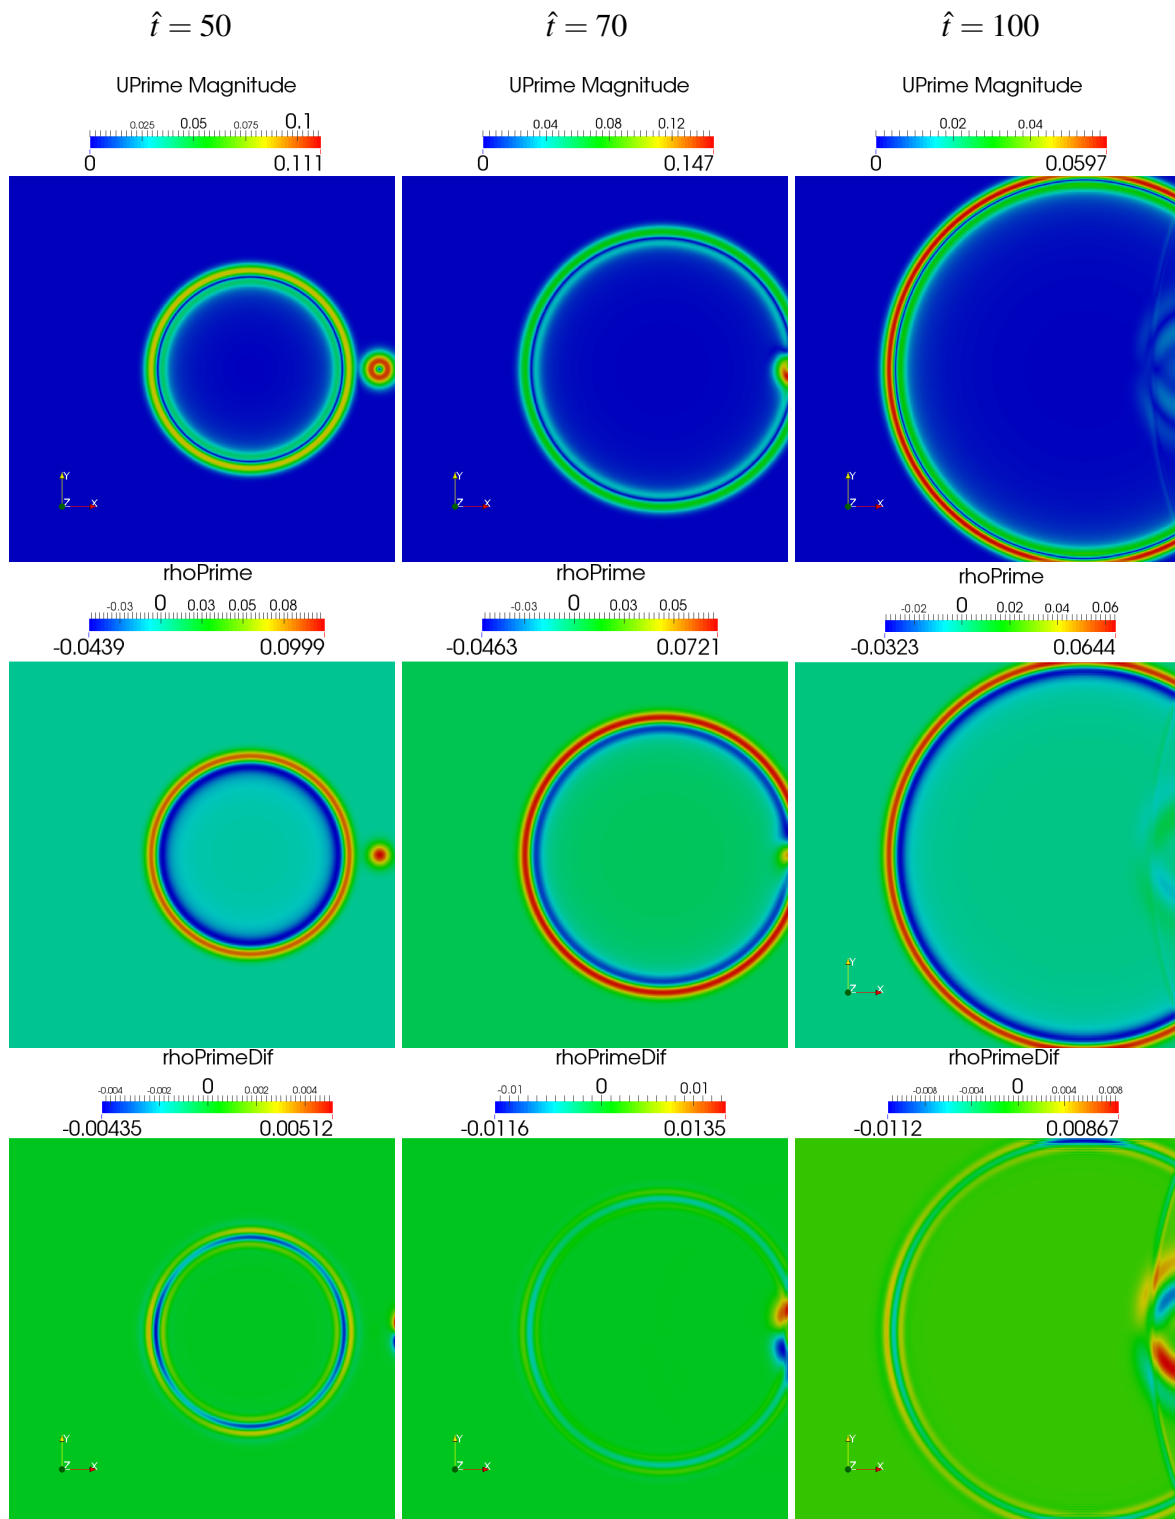 t̂ = 50 t̂ = 70 t̂ = 100
UPrime Magnitude UPrime Magnitude UPrime Magnitude
0.025 0.05 0.075 0.1 0.04 0.08 0.12 0.02 0.04
0 0.111 0 0.147 0 0.0597
Y Z X Y Z X Y Z X
rhoPrime rhoPrime rhoPrime
-0.03 0 0.03 0.05 0.08 -0.03 0 0.03 0.05 -0.02 0 0.02 0.04 0.06
-0.0439 0.0999 -0.0463 0.0721 -0.0323 0.0644
Y Z X
rhoPrimeDif rhoPrimeDif rhoPrimeDif
-0.004 -0.002 0 0.002 0.004 -0.01 0 0.01 -0.008 -0.004 0 0.004 0.008
-0.00435 0.00512 -0.0116 0.0135 -0.0112 0.00867
Y Z X Y Z X Y Z X